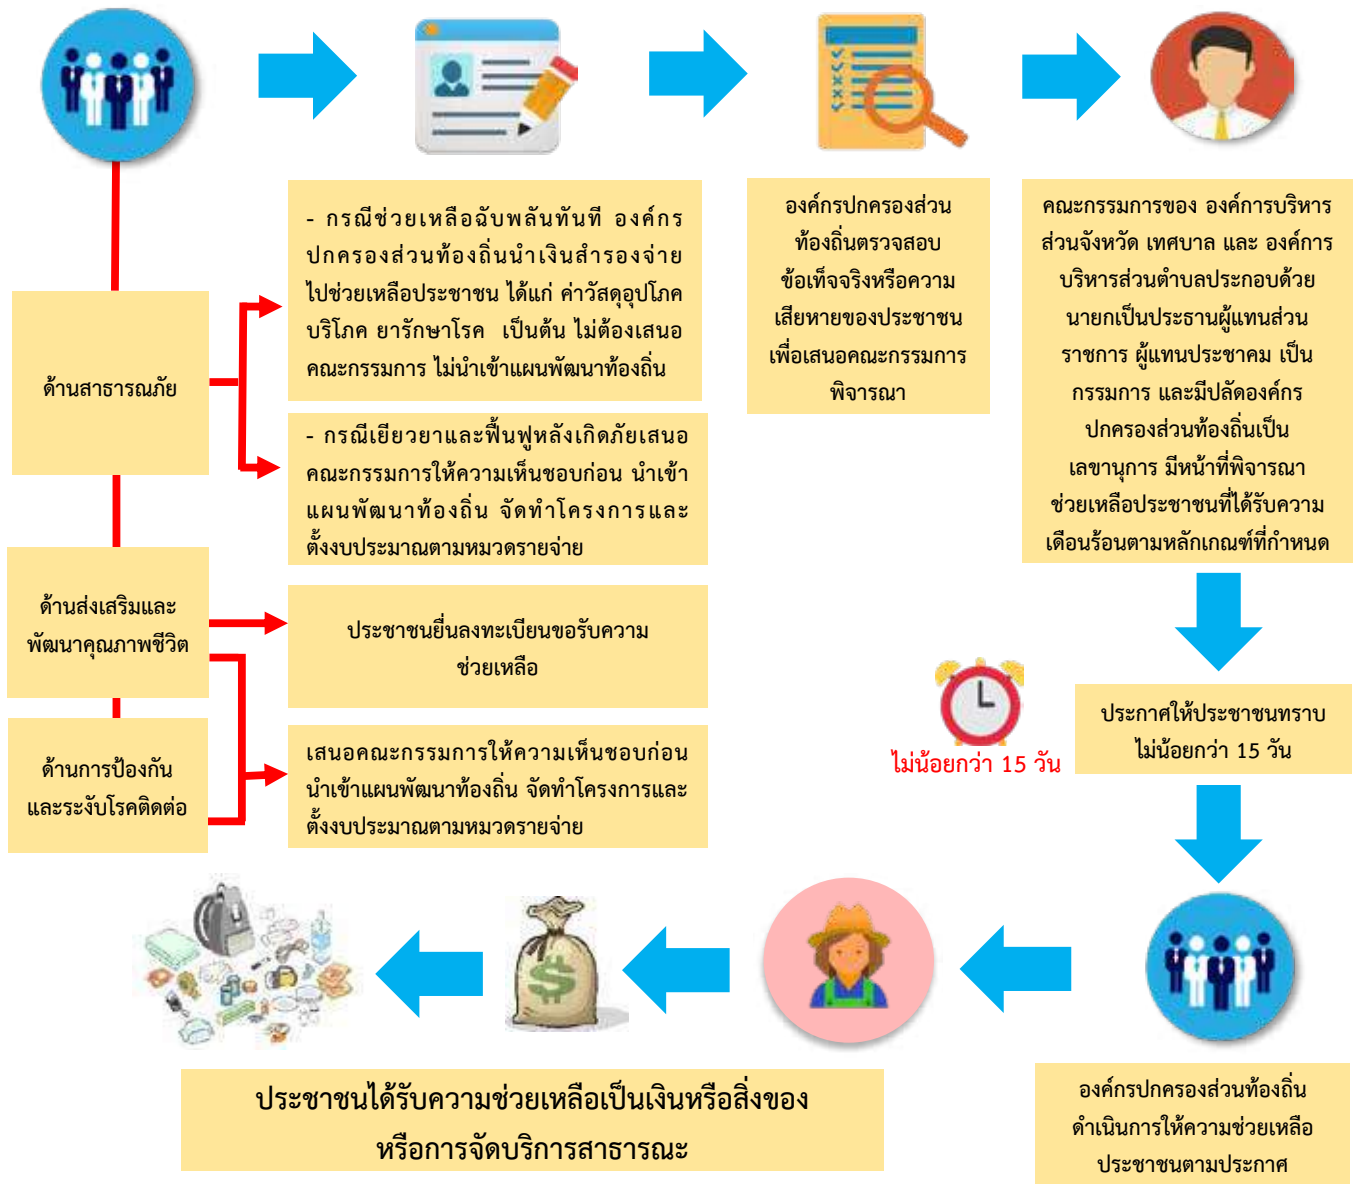 - กรณีช่วยเหลือฉับพลันทันที องค์กร
ปกครองส่วนท้องถิ่นนำเงินสำรองจ่าย
ไปช่วยเหลือประชาชน ได้แก่ ค่าวัสดุอุปโภค
บริโภค ยารักษาโรค เป็นต้น ไม่ต้องเสนอ
คณะกรรมการ ไม่นำเข้าแผนพัฒนาท้องถิ่น
องค์กรปกครองส่วน
ท้องถิ่นตรวจสอบ
ข้อเท็จจริงหรือความ
เสียหายของประชาชน
เพื่อเสนอคณะกรรมการ
พิจารณา
คณะกรรมการของ องค์การบริหาร
ส่วนจังหวัด เทศบาล และ องค์การ
บริหารส่วนตำบลประกอบด้วย
นายกเป็นประธานผู้แทนส่วน
ราชการ ผู้แทนประชาคม เป็น
กรรมการ และมีปลัดองค์กร
ปกครองส่วนท้องถิ่นเป็น
เลขานุการ มีหน้าที่พิจารณา
ช่วยเหลือประชาชนที่ได้รับความ
เดือนร้อนตามหลักเกณฑ์ที่กำหนด
ด้านสาธารณภัย
- กรณีเยียวยาและฟื้นฟูหลังเกิดภัยเสนอ
คณะกรรมการให้ความเห็นชอบก่อน นำเข้า
แผนพัฒนาท้องถิ่น จัดทำโครงการและ
ตั้งงบประมาณตามหมวดรายจ่าย
ด้านส่งเสริมและ
พัฒนาคุณภาพชีวิต
ประชาชนยื่นลงทะเบียนขอรับความ
ช่วยเหลือ
ไม่น้อยกว่า 15 วัน
ประกาศให้ประชาชนทราบ
ไม่น้อยกว่า 15 วัน
ด้านการป้องกัน
และระงับโรคติดต่อ
เสนอคณะกรรมการให้ความเห็นชอบก่อน
นำเข้าแผนพัฒนาท้องถิ่น จัดทำโครงการและ
ตั้งงบประมาณตามหมวดรายจ่าย
$
องค์กรปกครองส่วนท้องถิ่น
ดำเนินการให้ความช่วยเหลือ
ประชาชนตามประกาศ
ประชาชนได้รับความช่วยเหลือเป็นเงินหรือสิ่งของ
หรือการจัดบริการสาธารณะ